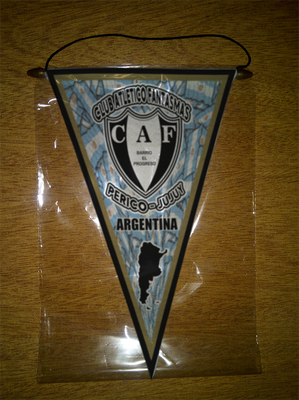 CLUB ATLETICO FANTASMAS
CAF
BARRIO
EL
PROGRESO
PERICO - JUJUY
ARGENTINA